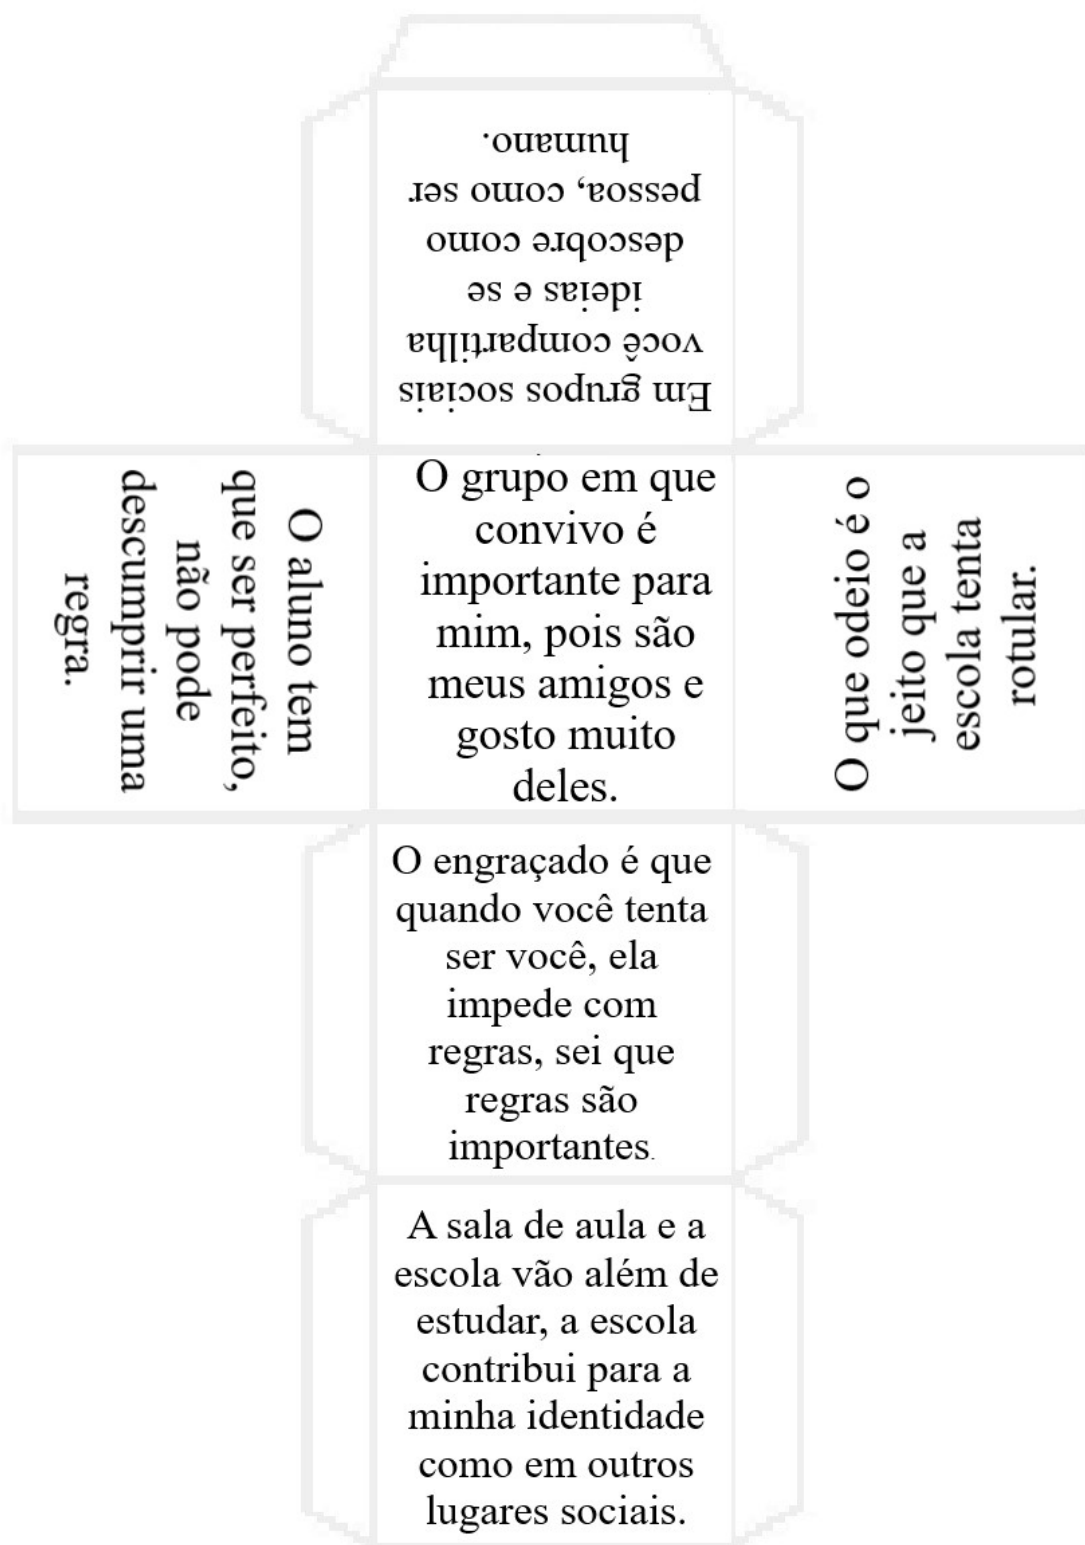 Em grupos sociais
você compartilha
ideias e se
descobre como
pessoa, como ser
humano.
O aluno tem
que ser perfeito,
não pode
descumprir uma
regra.
O grupo em que
convivo é
importante para
mim, pois são
meus amigos e
gosto muito
deles.
O que odeio é o
jeito que a
escola tenta
rotular.
O engraçado é que
quando você tenta
ser você, ela
impede com
regras, sei que
regras são
importantes.
A sala de aula e a
escola vão além de
estudar, a escola
contribui para a
minha identidade
como em outros
lugares sociais.